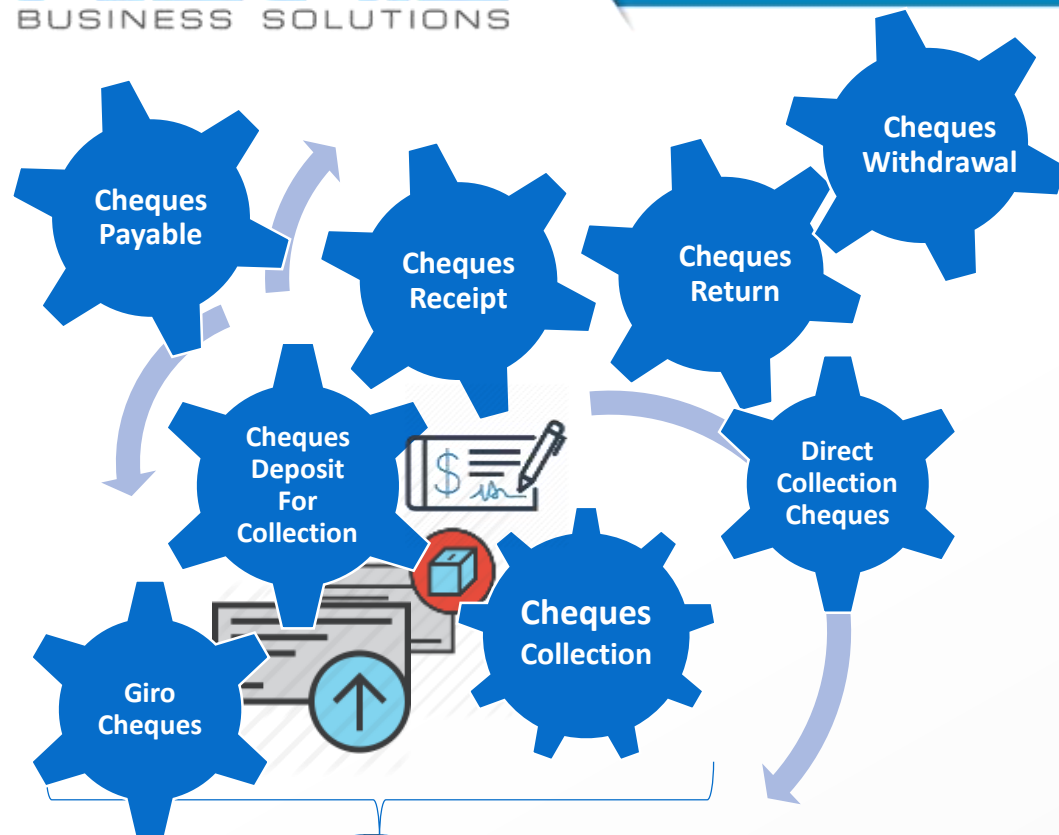 BUSINESS SOLUTIONS
Cheques
Withdrawal
Cheques
Payable
Cheques
Receipt
Cheques
Return
Cheques
Deposit
For
Collection
$
Direct
Collection
Cheques
Cheques
Collection
Giro
Cheques